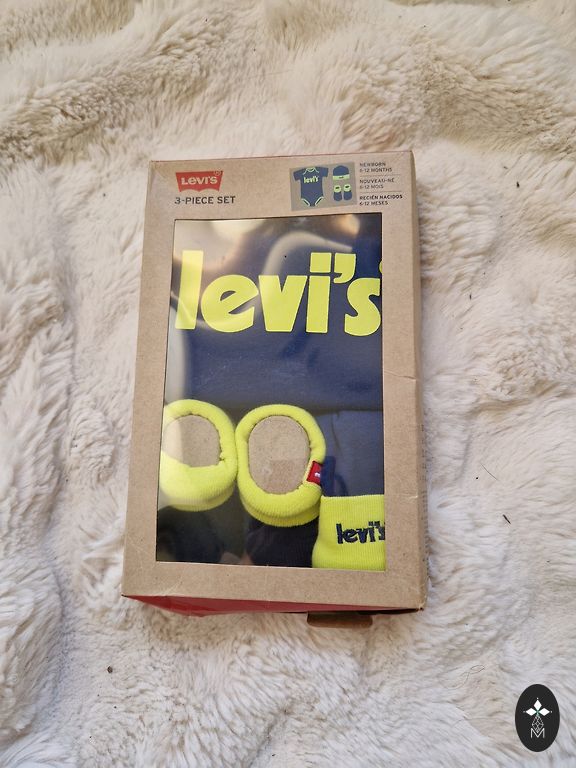 Levi's
3-PIECE SET
levi's
NEWBORN
6-12 MONTHS
NOUVEAU-NÉ
6-12 MOIS
RECIÉN NACIDOS
6-12 MESES
levi's
levi's
M